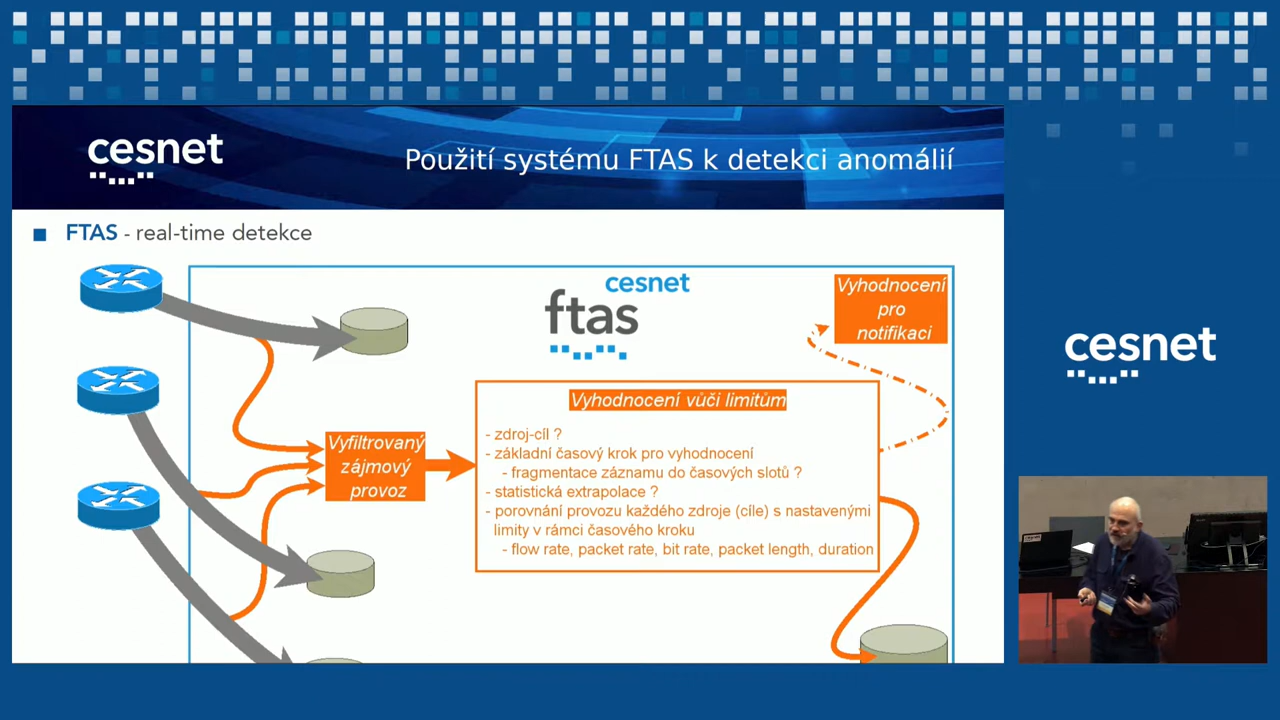 cesnet
Použití systému FTAS k detekci anomálií
FTAS - real-time detekce
cesnet
ftas
Vyhodnocení
pro
notifikaci
Vyhodnocení vůči limitům
- zdroj-cíl ?
- základní časový krok pro vyhodnocení
- fragmentace záznamu do časových slotů ?
- statistická extrapolace ?
- porovnání provozu každého zdroje (cíle) s nastavenými
limity v rámci časového kroku
- flow rate, packet rate, bit rate, packet length, duration
Vyfiltrovaný
zájmový
provoz
cesnet